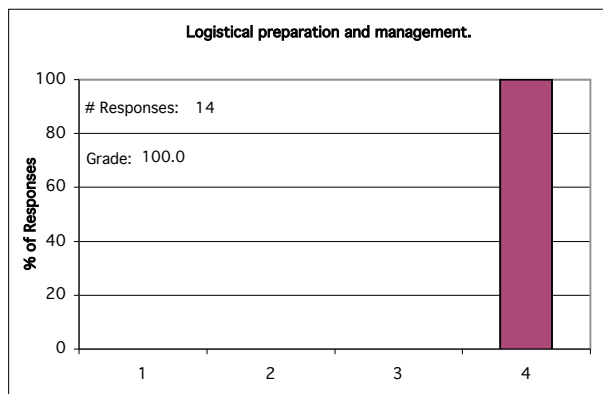 Logistical preparation and management.
100
80
60
40
20
0
% of Responses
# Responses: 14
Grade: 100.0
1 2 3 4